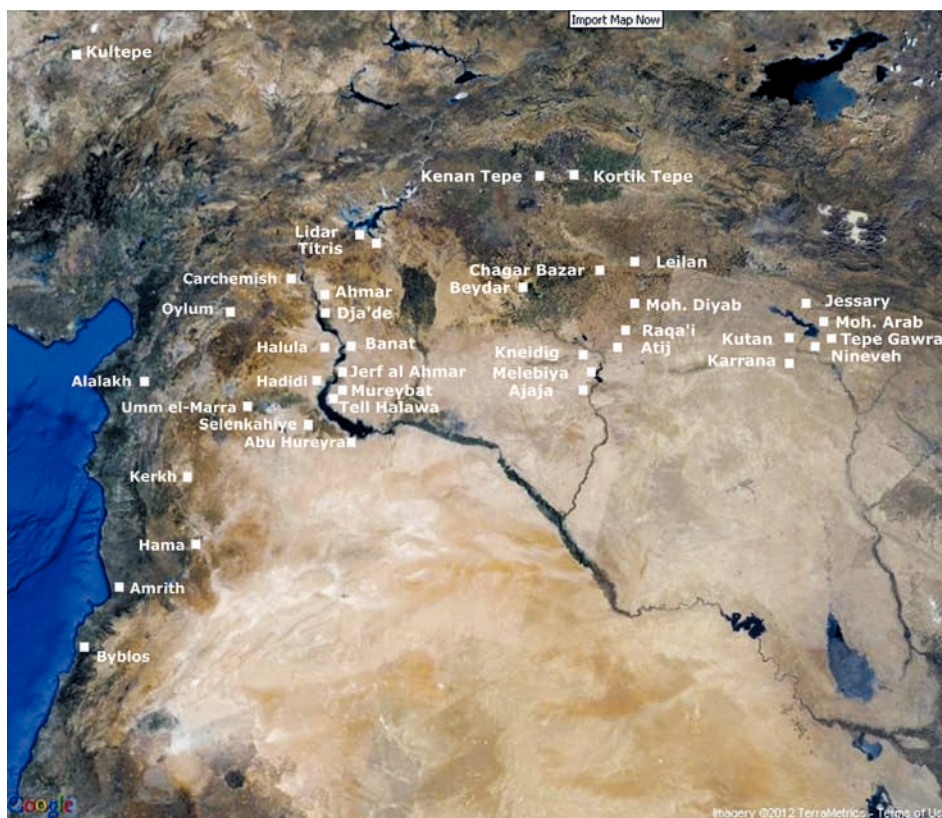 Import Map Now
Kultepe
Kenan Tepe
Kortik Tepe
Lidar
Titris
Leilan
Chagar Bazar
Carchemish
Beydar
Ahmar
Oylum
Dja'de
Moh. Diyab
Jessary
Moh. Arab
Raqa'i
Kutan
Tepe Gawra
Halula
Banat
Atij
Nineveh
Kneidig
Karrana
Jerf al Ahmar
Melebiya
Alalakh
Hadidi
Mureybat
Ajaja
Umm el-Marra
Tell Halawa
Selenkahiye
Abu Hureyra
Kerkh
Hama
Amrith
Byblos
Google
Imagery ©2012 TerraMetrics - Terms of Us